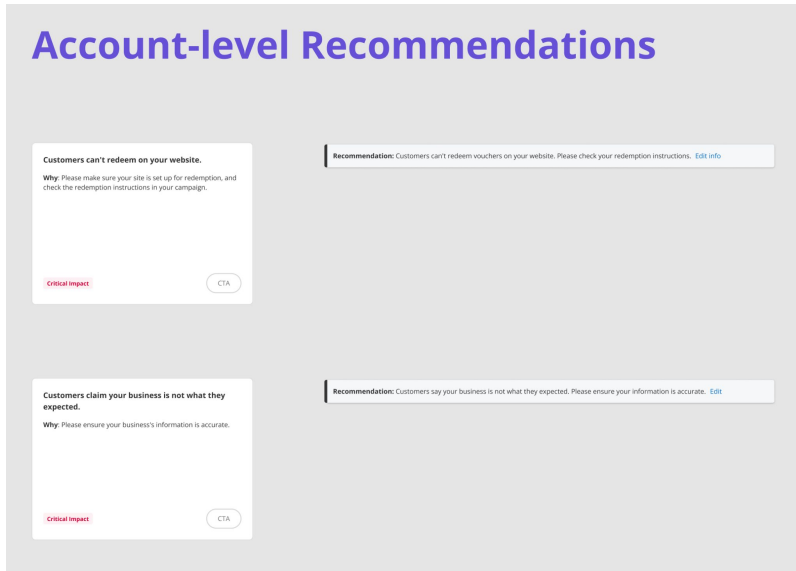 Account-level Recommendations
Customers can't redeem on your website.
Why: Please make sure your site is set up for redemption, and
check the redemption instructions in your campaign.
Critical Impact
CTA
Recommendation: Customers can't redeem vouchers on your website. Please check your redemption instructions. Edit info
Customers claim your business is not what they
expected.
Why: Please ensure your business's information is accurate.
Critical Impact
CTA
Recommendation: Customers say your business is not what they expected. Please ensure your information is accurate. Edit